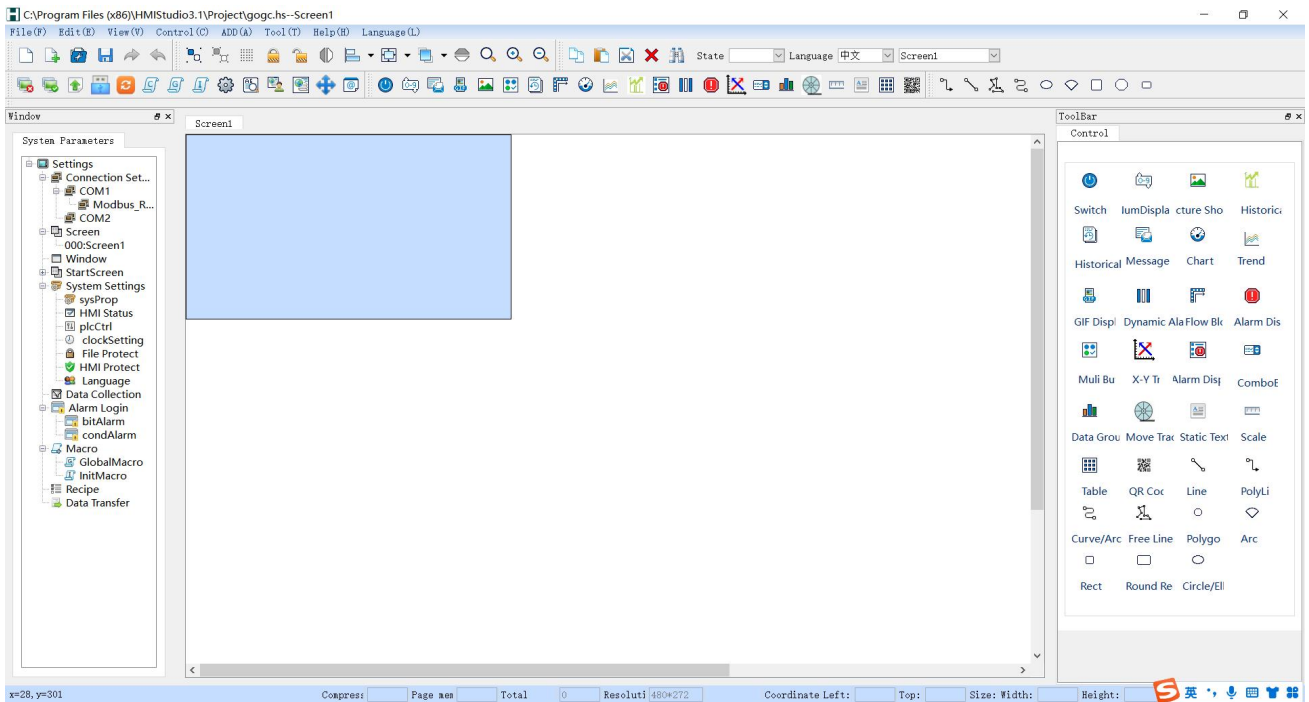 C:\Program Files (x86)\HMIStudio3.1\Project\gogc.hs--Screen1
File(F) Edit(E) View(V) Control(C) ADD(A) Tool(T) Help(H) Language(L)
State Language 中文 Screen1
Window
System Parameters
Settings
Connection Set...
COM1
Modbus_R...
COM2
Screen
000:Screen1
Window
StartScreen
System Settings
sysProp
HMI Status
plcCtrl
clockSetting
File Protect
HMI Protect
Language
Data Collection
Alarm Login
bitAlarm
condAlarm
Macro
GlobalMacro
InitMacro
Recipe
Data Transfer
Screen1
ToolBar
Control
Switch IumDispla cture Sho Historica
Historical Message Chart Trend
GIF Displ Dynamic Ala Flow Blo Alarm Dis
Muli Bu X-Y Tr Alarm Disp ComboE
Data Grou Move Trac Static Text Scale
Table QR Coc Line PolyLi
Curve/Arc Free Line Polygo Arc
Rect Round Re Circle/Ell
x=28, y=301 Compres: Page mem Total 0 Resoluti 480*272 Coordinate Left: Top: Size: Width: Height: S 英